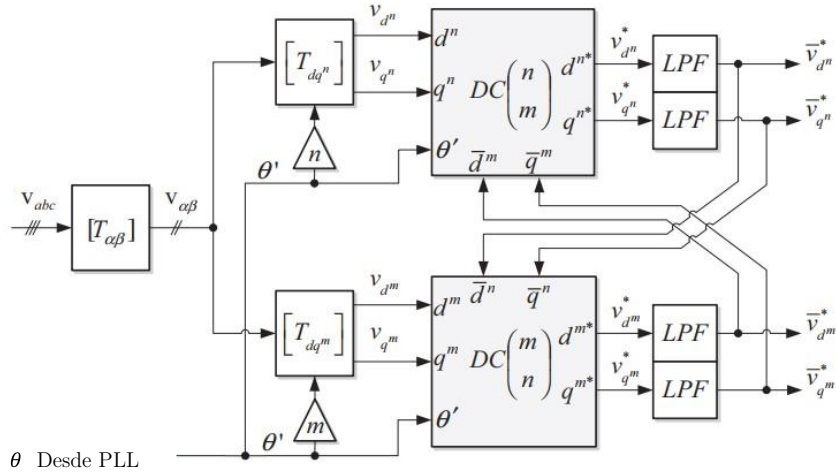 v_abc
[T_αβ]
v_αβ
[T_dq^n]
v_d^n
v_q^n
n
θ'
d^n
q^n
θ'
DC(n m)
d^n*
q^n*
d̅^m q̅^m
v*_d^n
v*_q^n
LPF
LPF
v̅*_d^n
v̅*_q^n
[T_dq^m]
v_d^m
v_q^m
m
θ'
d^m
q^m
θ'
d̅^n q̅^n
DC(m n)
d^m*
q^m*
v*_d^m
v*_q^m
LPF
LPF
v̅*_d^m
v̅*_q^m
θ Desde PLL